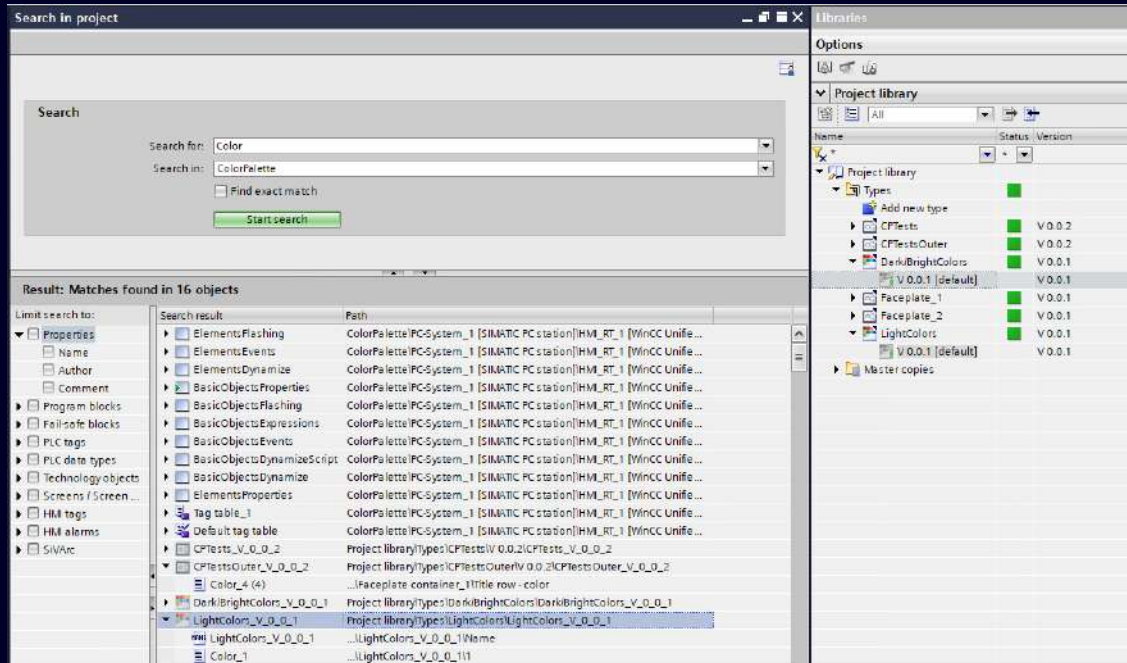 Search in project
Search
Search for: Color
Search in: ColorPalette
Find exact match
Start search
Result: Matches found in 16 objects
Limit search to:
Properties
Name
Author
Comment
Program blocks
Fail-safe blocks
PLC tags
PLC data types
Technology objects
Screens / Screen ...
HMI tags
HMI alarms
SiVArc
Search result Path
ElementsFlashing ColorPalette\PC-System_1 [SIMATIC PC station]\HMI_RT_1 [WinCC Unifie...
ElementsEvents ColorPalette\PC-System_1 [SIMATIC PC station]\HMI_RT_1 [WinCC Unifie...
ElementsDynamize ColorPalette\PC-System_1 [SIMATIC PC station]\HMI_RT_1 [WinCC Unifie...
BasicObjectsProperties ColorPalette\PC-System_1 [SIMATIC PC station]\HMI_RT_1 [WinCC Unifie...
BasicObjectsFlashing ColorPalette\PC-System_1 [SIMATIC PC station]\HMI_RT_1 [WinCC Unifie...
BasicObjectsExpressions ColorPalette\PC-System_1 [SIMATIC PC station]\HMI_RT_1 [WinCC Unifie...
BasicObjectsEvents ColorPalette\PC-System_1 [SIMATIC PC station]\HMI_RT_1 [WinCC Unifie...
BasicObjectsDynamizeScript ColorPalette\PC-System_1 [SIMATIC PC station]\HMI_RT_1 [WinCC Unifie...
BasicObjectsDynamize ColorPalette\PC-System_1 [SIMATIC PC station]\HMI_RT_1 [WinCC Unifie...
ElementsProperties ColorPalette\PC-System_1 [SIMATIC PC station]\HMI_RT_1 [WinCC Unifie...
Tag table_1 ColorPalette\PC-System_1 [SIMATIC PC station]\HMI_RT_1 [WinCC Unifie...
Default tag table ColorPalette\PC-System_1 [SIMATIC PC station]\HMI_RT_1 [WinCC Unifie...
CPTests_V_0_0_2 Project library\Types\CPTests\V 0.0.2\CPTests_V_0_0_2
CPTestsOuter_V_0_0_2 Project library\Types\CPTestsOuter\V 0.0.2\CPTestsOuter_V_0_0_2
Color_4 (4) ...\Faceplate container_1\Title row - color
Dark/BrightColors_V_0_0_1 Project library\Types\Dark/BrightColors\Dark/BrightColors_V_0_0_1
LightColors_V_0_0_1 Project library\Types\LightColors\LightColors_V_0_0_1
LightColors_V_0_0_1 ...\LightColors_V_0_0_1\Name
Color_1 ...\LightColors_V_0_0_1\1
Libraries
Options
Project library
All
Name Status Version
Project library
Types
Add new type
CPTests V 0.0.2
CPTestsOuter V 0.0.2
Dark/BrightColors V 0.0.1
V 0.0.1 [default] V 0.0.1
Faceplate_1 V 0.0.1
Faceplate_2 V 0.0.1
LightColors V 0.0.1
V 0.0.1 [default] V 0.0.1
Master copies